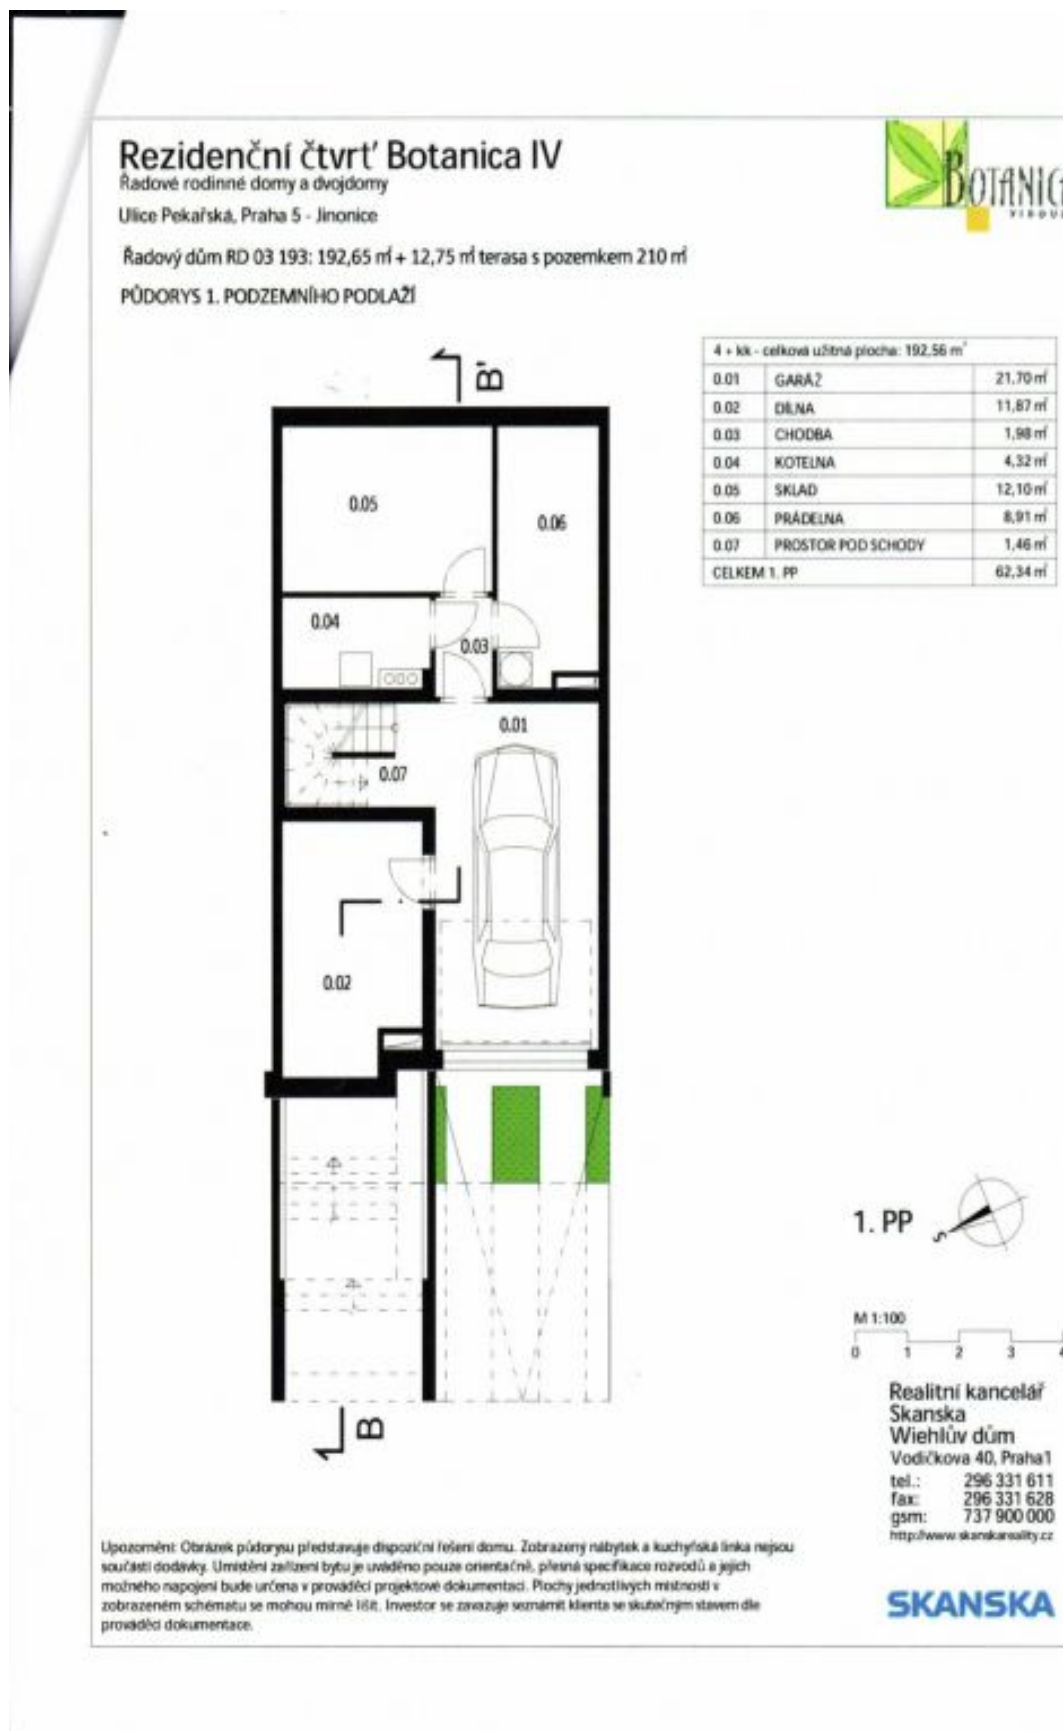 Rezidenční čtvrť Botanica IV
Řadové rodinné domy a dvojdomy
Ulice Pekařská, Praha 5 - Jinonice
Řadový dům RD 03 193: 192,65 m² + 12,75 m² terasa s pozemkem 210 m²
PŮDORYS 1. PODZEMNÍHO PODLAŽÍ
BOTANICA
4 + kk - celková užitná plocha: 192,56 m²
0.01 GARÁŽ 21,70 m²
0.02 DÍLNA 11,87 m²
0.03 CHODBA 1,98 m²
0.04 KOTELNA 4,32 m²
0.05 SKLAD 12,10 m²
0.06 PRÁDELNA 8,91 m²
0.07 PROSTOR POD SCHODY 1,46 m²
CELKEM 1. PP 62,34 m²
B'
0.05
0.06
0.04
0.03
0.01
0.07
0.02
B
1. PP
S
M 1:100
0 1 2 3 4
Realitní kancelář
Skanska
Wiehlův dům
Vodičkova 40, Praha1
tel.: 296 331 611
fax: 296 331 628
gsm: 737 900 000
http://www.skanskareality.cz
Upozornění: Obrázek půdorysu představuje dispoziční řešení domu. Zobrazený nábytek a kuchyňská linka nejsou
součástí dodávky. Umístění zařízení bytu je uváděno pouze orientačně, přesná specifikace rozvodů a jejich
možného napojení bude určena v prováděcí projektové dokumentaci. Plochy jednotlivých místností v
zobrazeném schématu se mohou mírně lišit. Investor se zavazuje seznámit klienta se skutečným stavem dle
prováděcí dokumentace.
SKANSKA